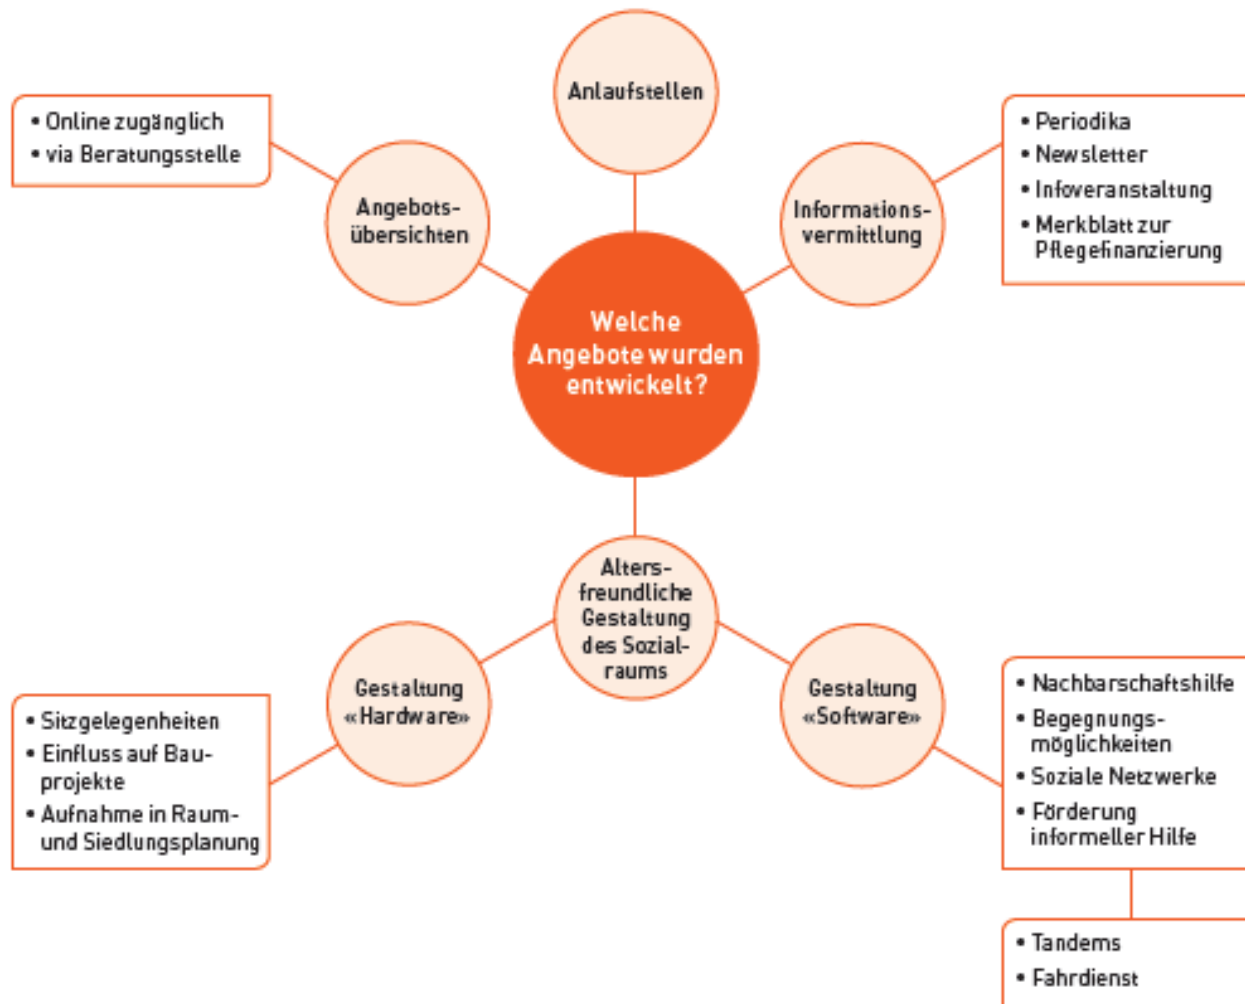 Anlaufstellen
• Online zugänglich
• via Beratungsstelle
Angebots-
übersichten
Informations-
vermittlung
• Periodika
• Newsletter
• Infoveranstaltung
• Merkblatt zur
Pflegefinanzierung
Welche
Angebote wurden
entwickelt?
Alters-
freundliche
Gestaltung
des Sozial-
raums
Gestaltung
«Hardware»
• Sitzgelegenheiten
• Einfluss auf Bau-
projekte
• Aufnahme in Raum-
und Siedlungsplanung
Gestaltung
«Software»
• Nachbarschaftshilfe
• Begegnungs-
möglichkeiten
• Soziale Netzwerke
• Förderung
informeller Hilfe
• Tandems
• Fahrdienst